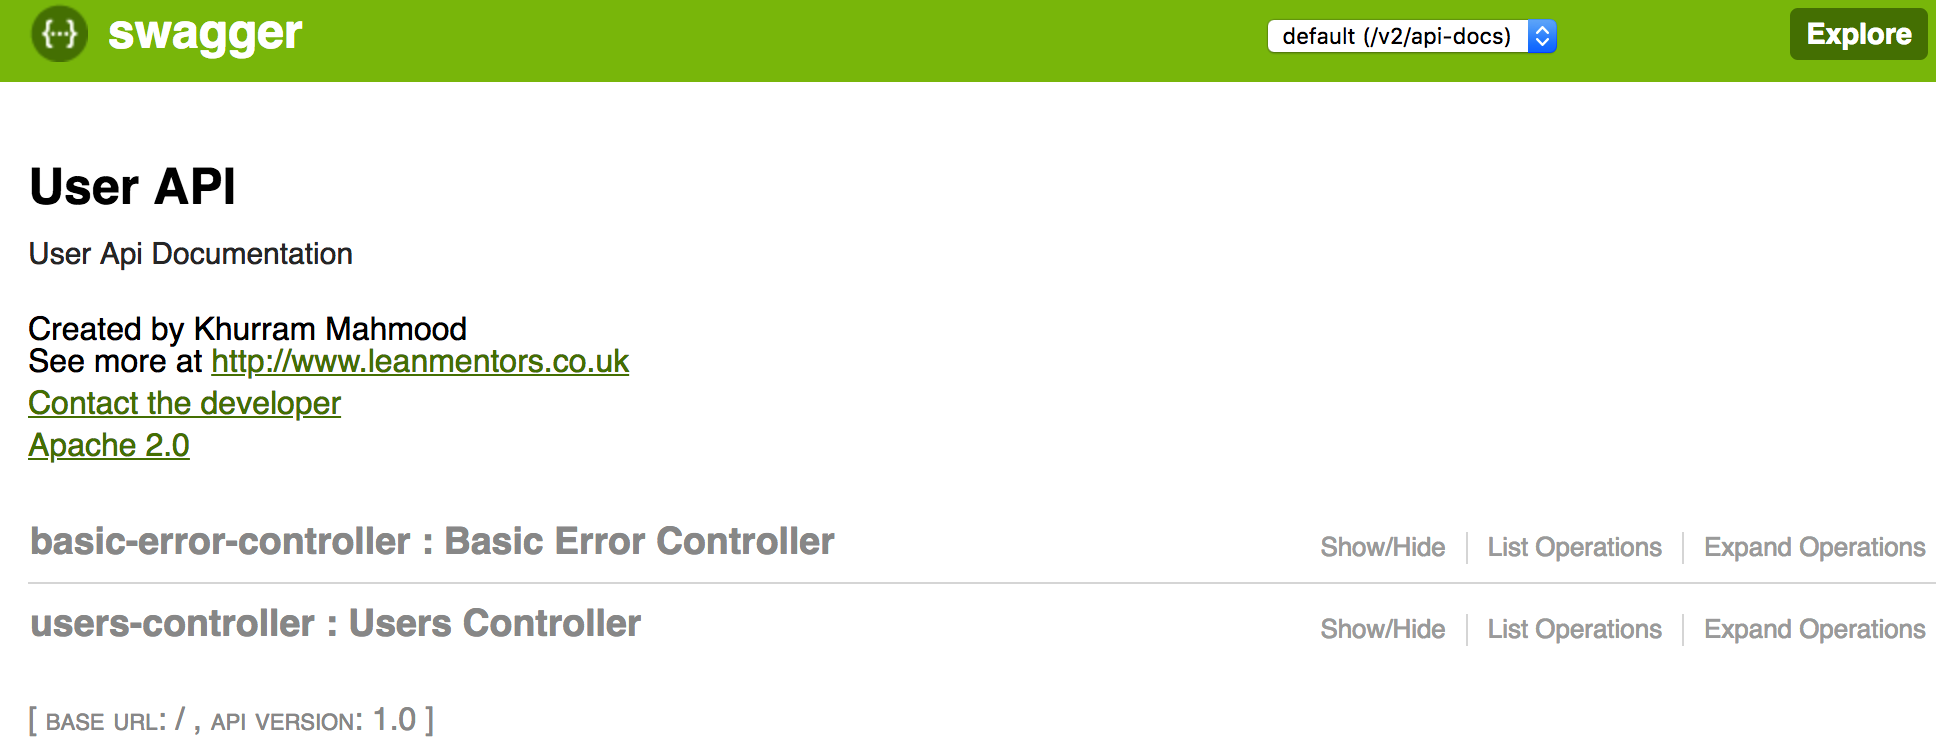 {···} swagger default (/v2/api-docs) Explore
User API
User Api Documentation
Created by Khurram Mahmood
See more at http://www.leanmentors.co.uk
Contact the developer
Apache 2.0
basic-error-controller : Basic Error Controller Show/Hide List Operations Expand Operations
users-controller : Users Controller Show/Hide List Operations Expand Operations
[ BASE URL: / , API VERSION: 1.0 ]